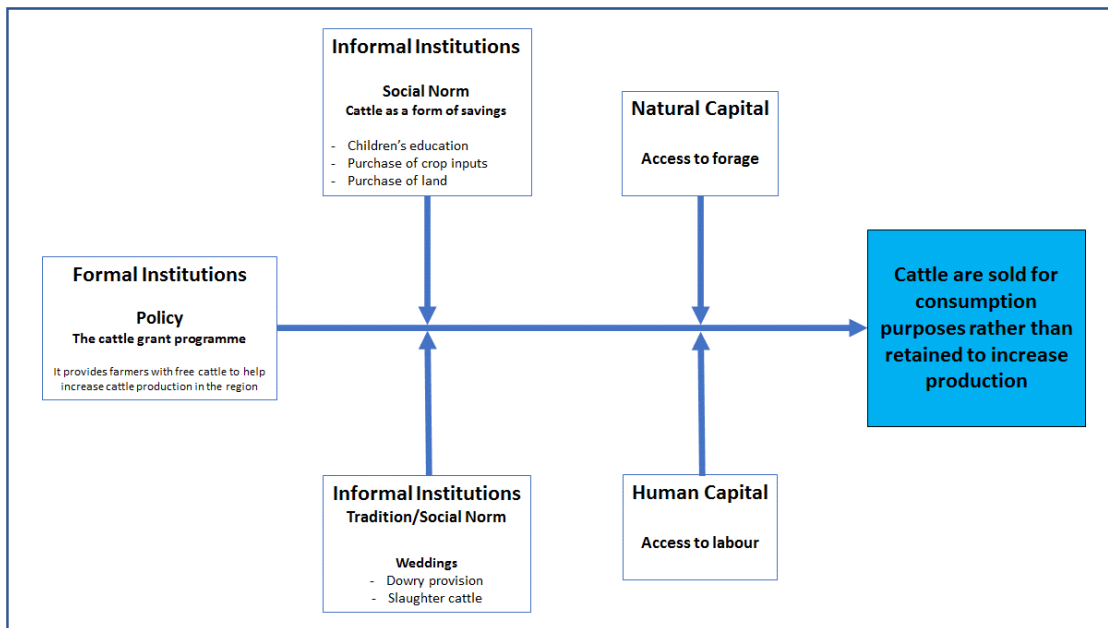 Informal Institutions
Social Norm
Cattle as a form of savings
- Children's education
- Purchase of crop inputs
- Purchase of land
Natural Capital
Access to forage
Formal Institutions
Policy
The cattle grant programme
It provides farmers with free cattle to help
increase cattle production in the region
Cattle are sold for
consumption
purposes rather than
retained to increase
production
Informal Institutions
Tradition/Social Norm
Weddings
- Dowry provision
- Slaughter cattle
Human Capital
Access to labour